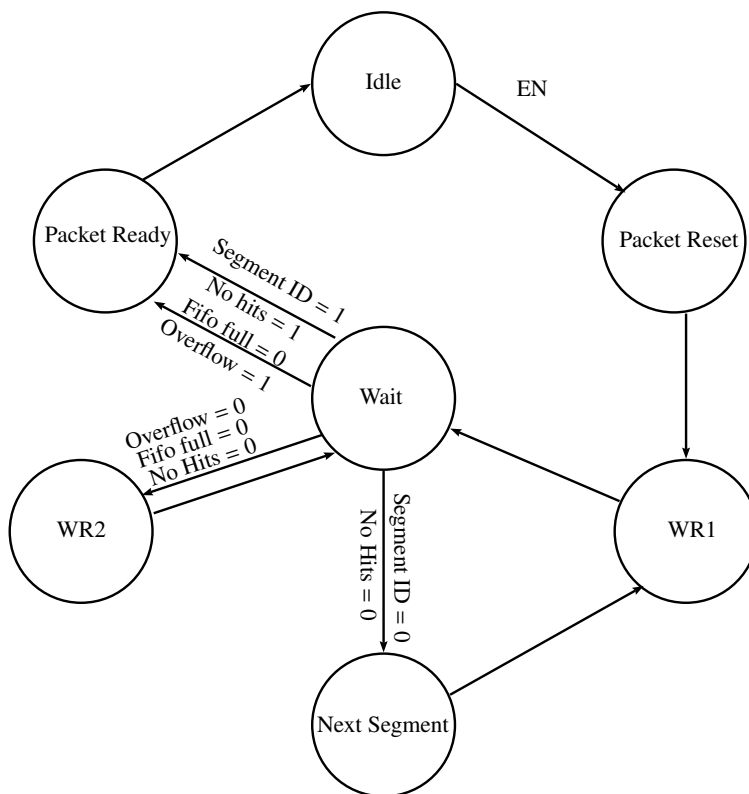 Idle
EN
Packet Ready
Packet Reset
Segment ID = 1
No hits = 1
Fifo full = 0
Overflow = 1
Wait
Overflow = 0
Fifo full = 0
No Hits = 0
WR2
WR1
Segment ID = 0
No Hits = 0
Next Segment